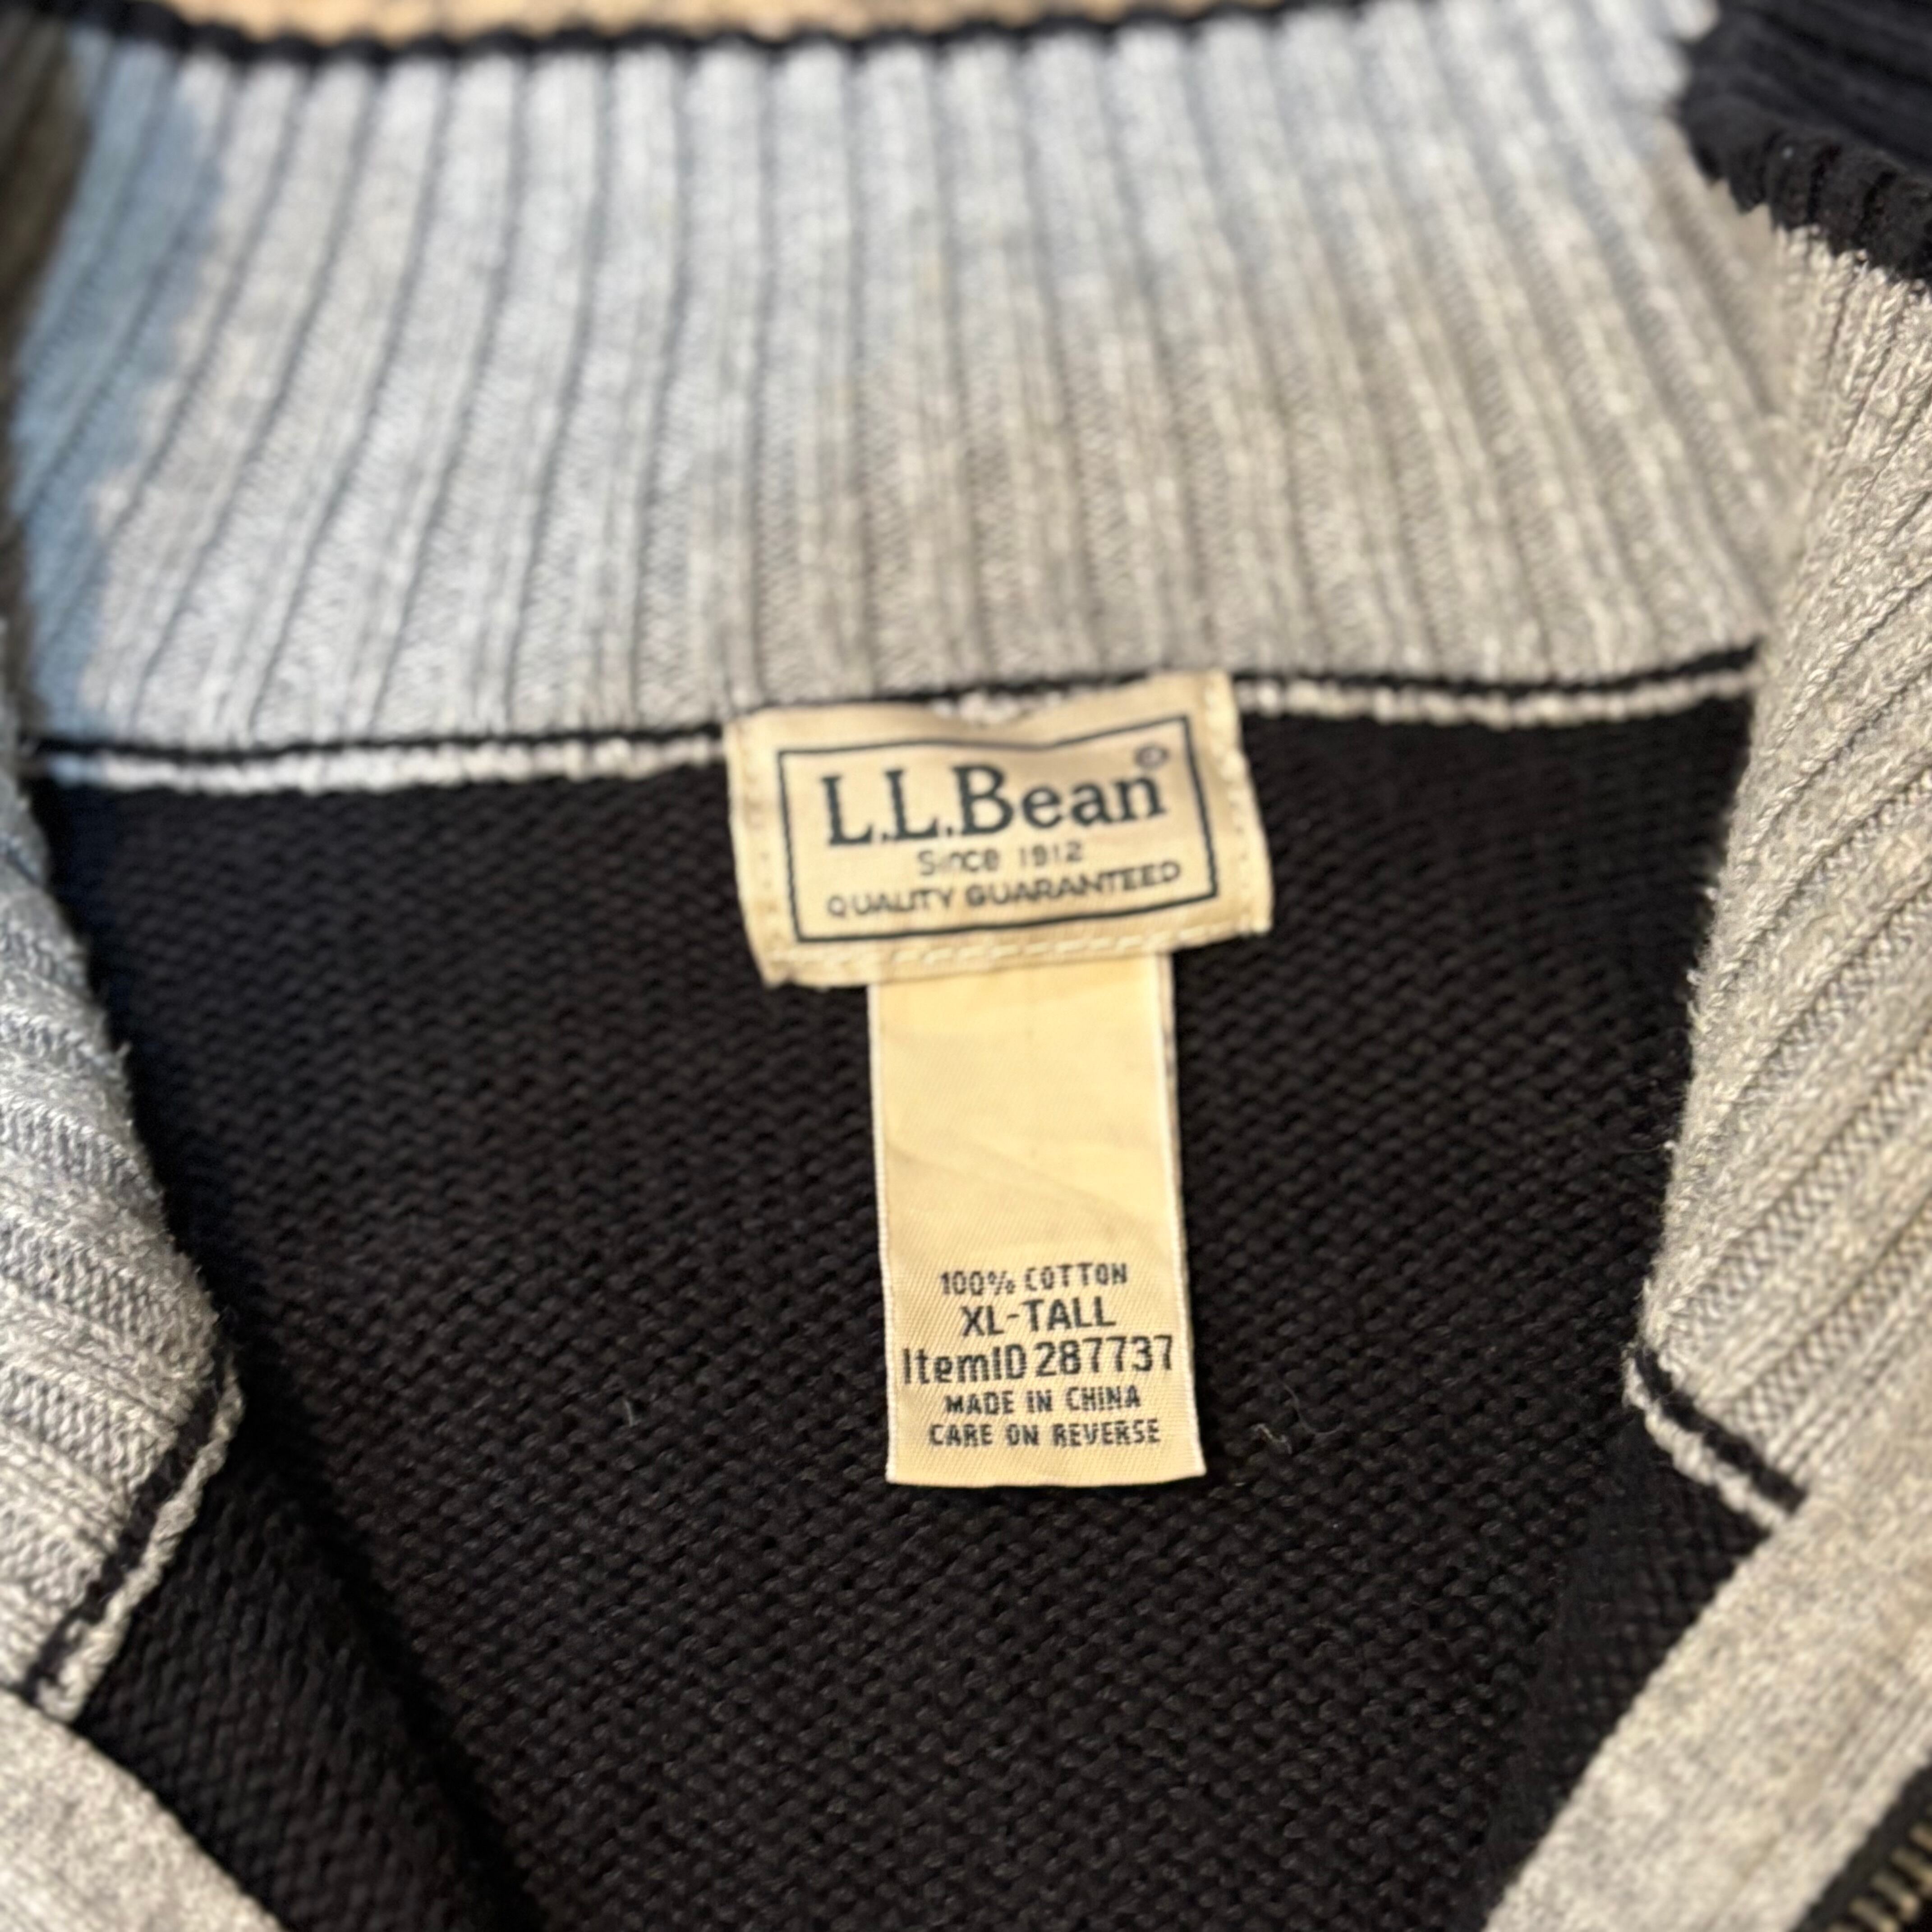 L.L.Bean®
Since 1912
QUALITY GUARANTEED
100% COTTON
XL-TALL
ItemID 287737
MADE IN CHINA
CARE ON REVERSE